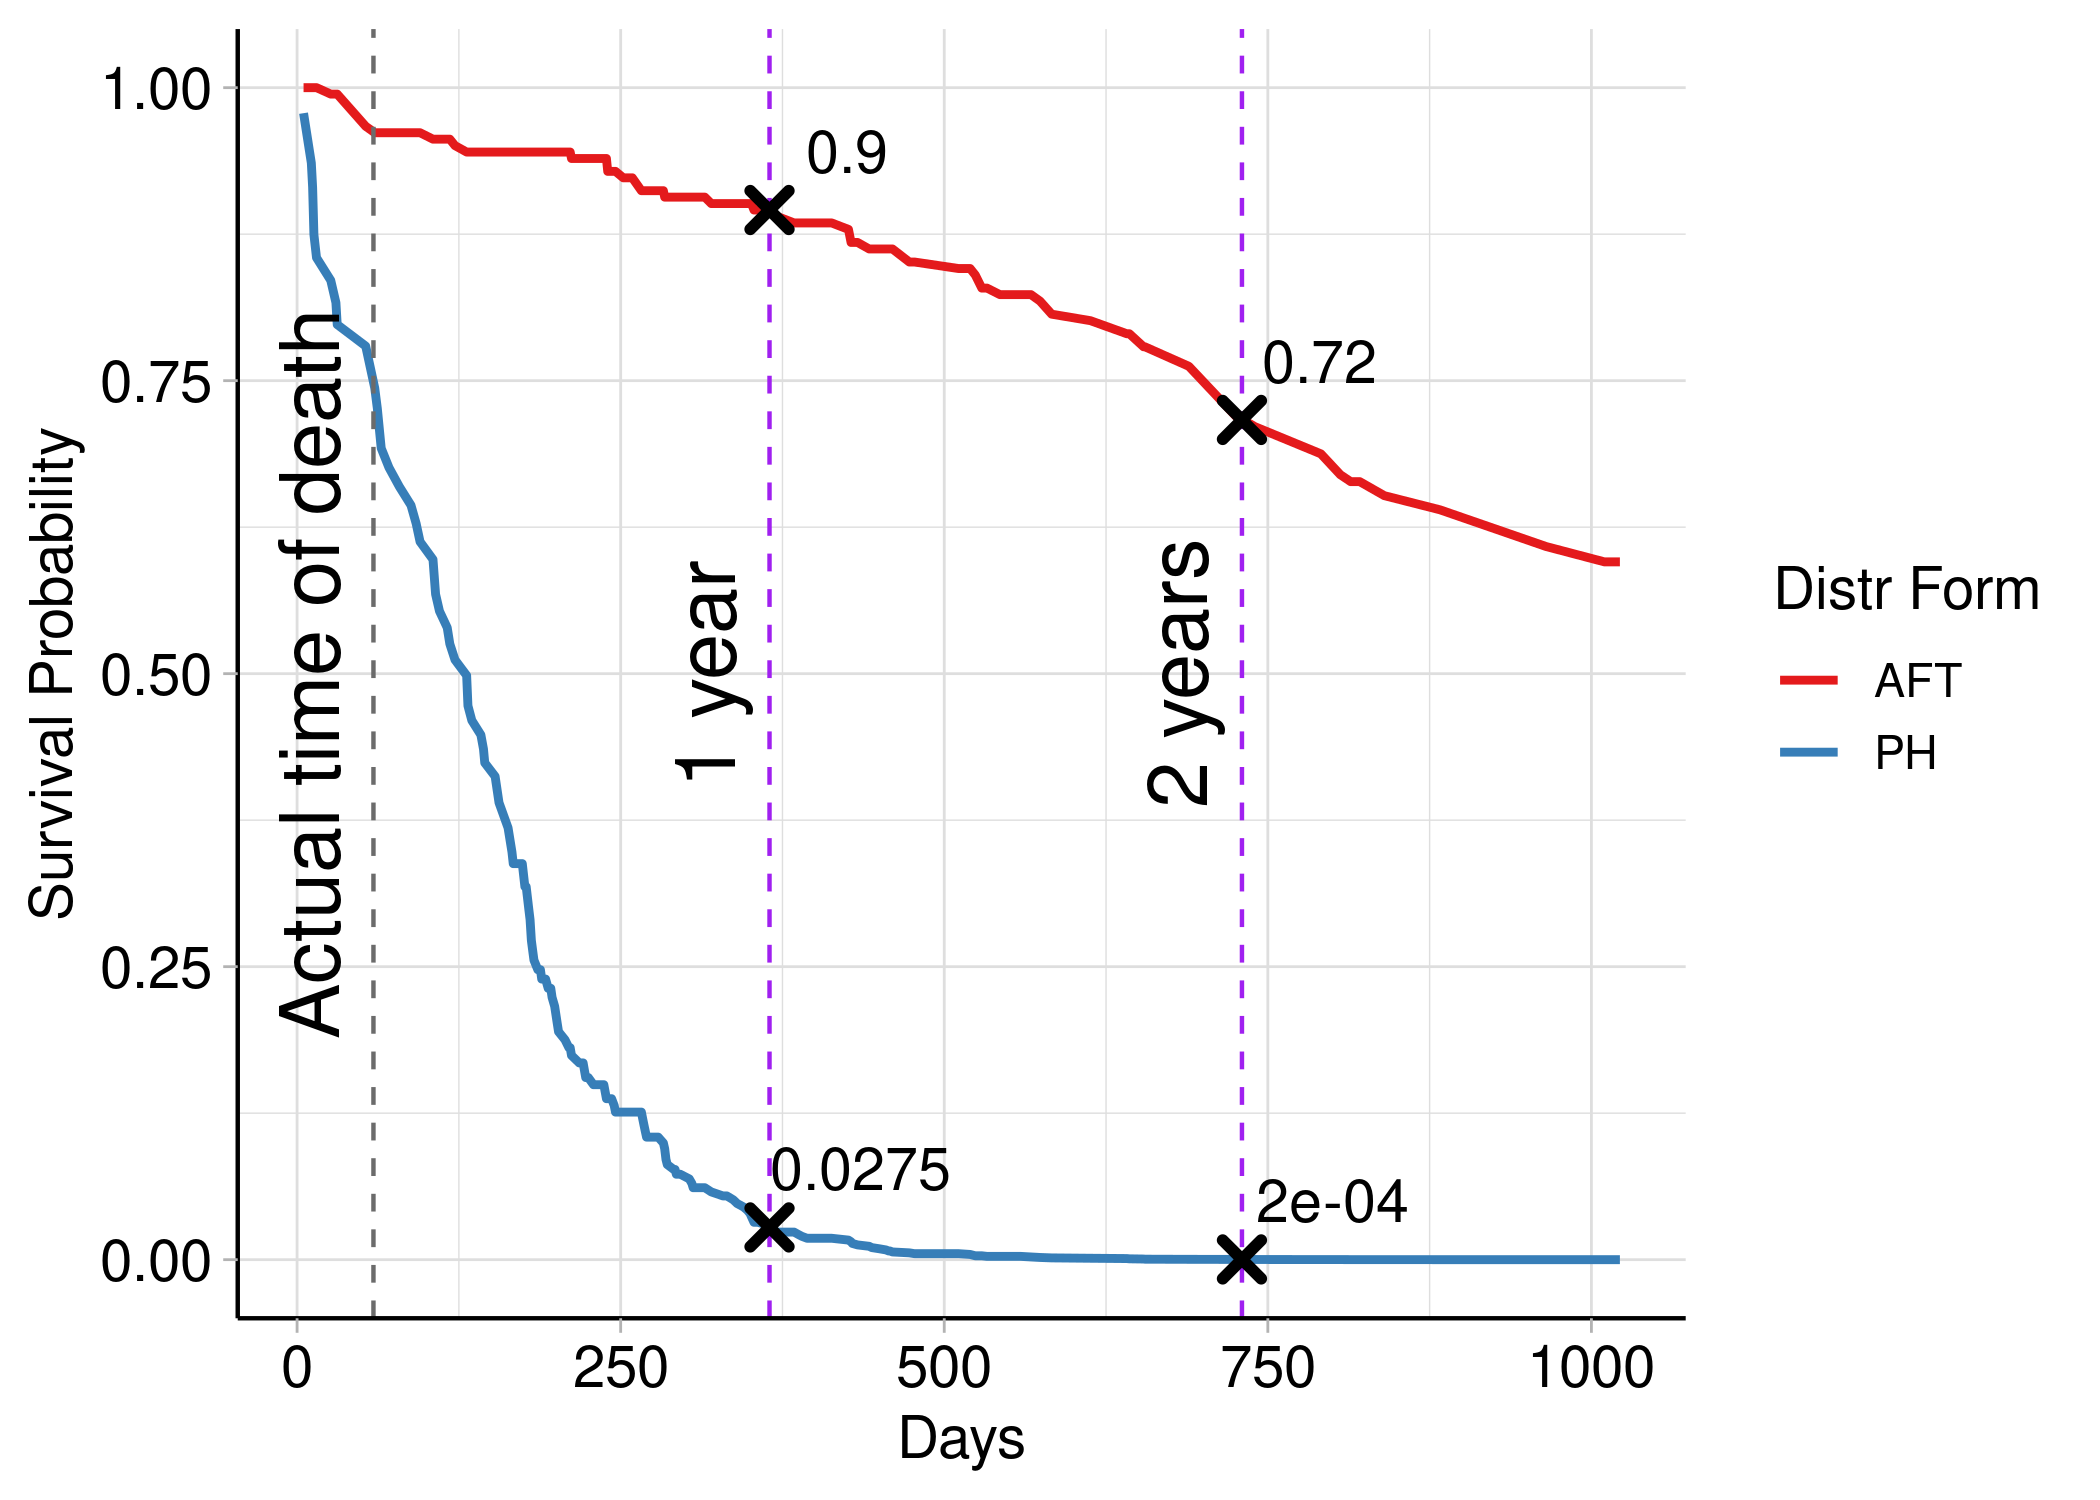 1.00
0.75
0.50
0.25
0.00
Survival Probability
Actual time of death
1 year
2 years
0.9
0.72
0.0275
2e-04
0
250
500
750
1000
Days
Distr Form
AFT
PH